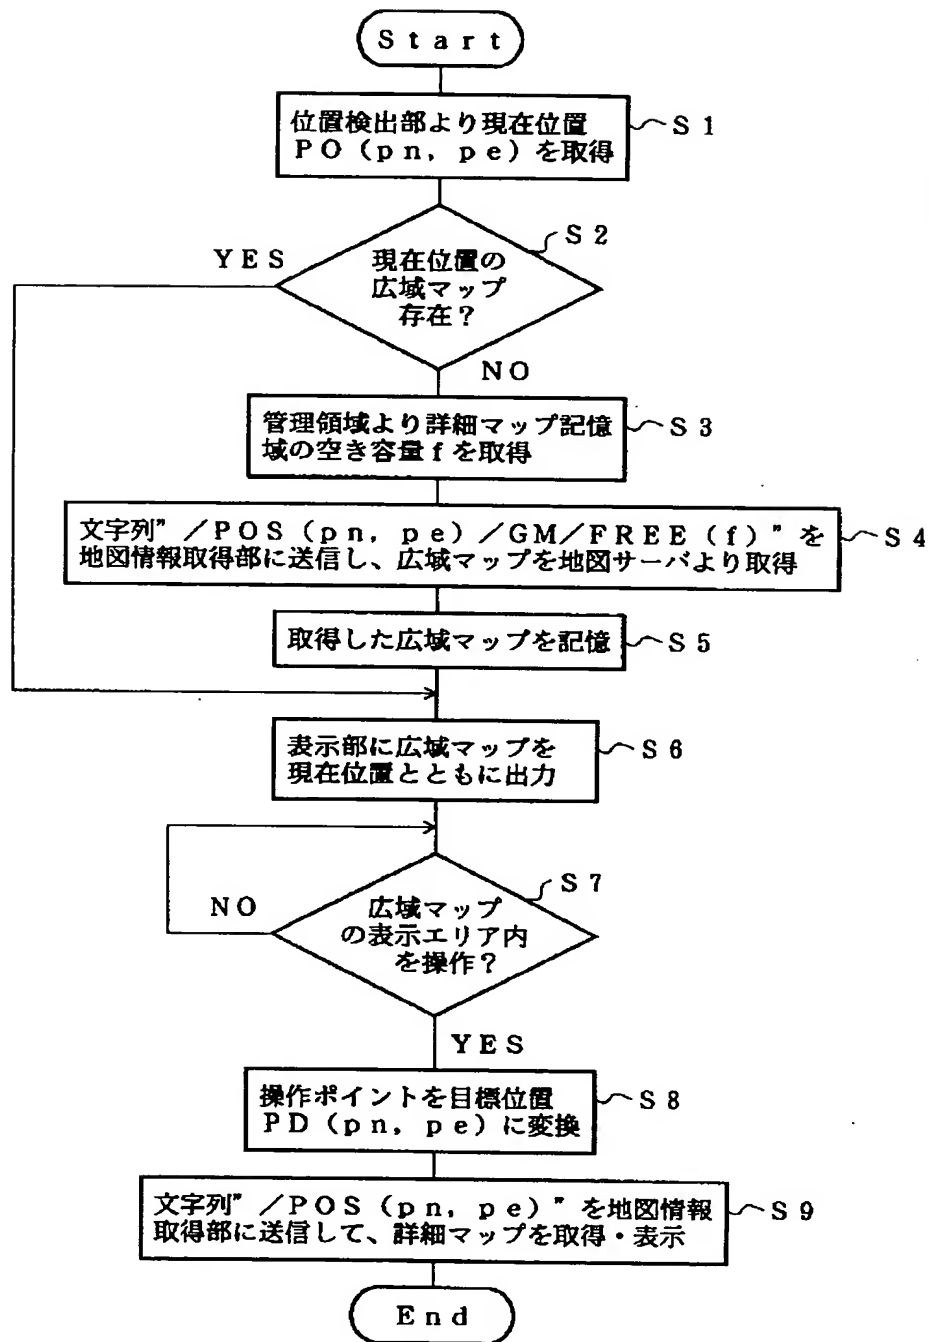 Ｓｔａｒｔ
位置検出部より現在位置
ＰＯ（ｐｎ，ｐｅ）を取得
Ｓ１
Ｓ２
ＹＥＳ
現在位置の
広域マップ
存在？
ＮＯ
管理領域より詳細マップ記憶
域の空き容量ｆを取得
Ｓ３
文字列”／ＰＯＳ（ｐｎ，ｐｅ）／ＧＭ／ＦＲＥＥ（ｆ）”を
地図情報取得部に送信し、広域マップを地図サーバより取得
Ｓ４
取得した広域マップを記憶
Ｓ５
表示部に広域マップを
現在位置とともに出力
Ｓ６
Ｓ７
ＮＯ
広域マップ
の表示エリア内
を操作？
ＹＥＳ
操作ポイントを目標位置
ＰＤ（ｐｎ，ｐｅ）に変換
Ｓ８
文字列”／ＰＯＳ（ｐｎ，ｐｅ）”を地図情報
取得部に送信して、詳細マップを取得・表示
Ｓ９
Ｅｎｄ